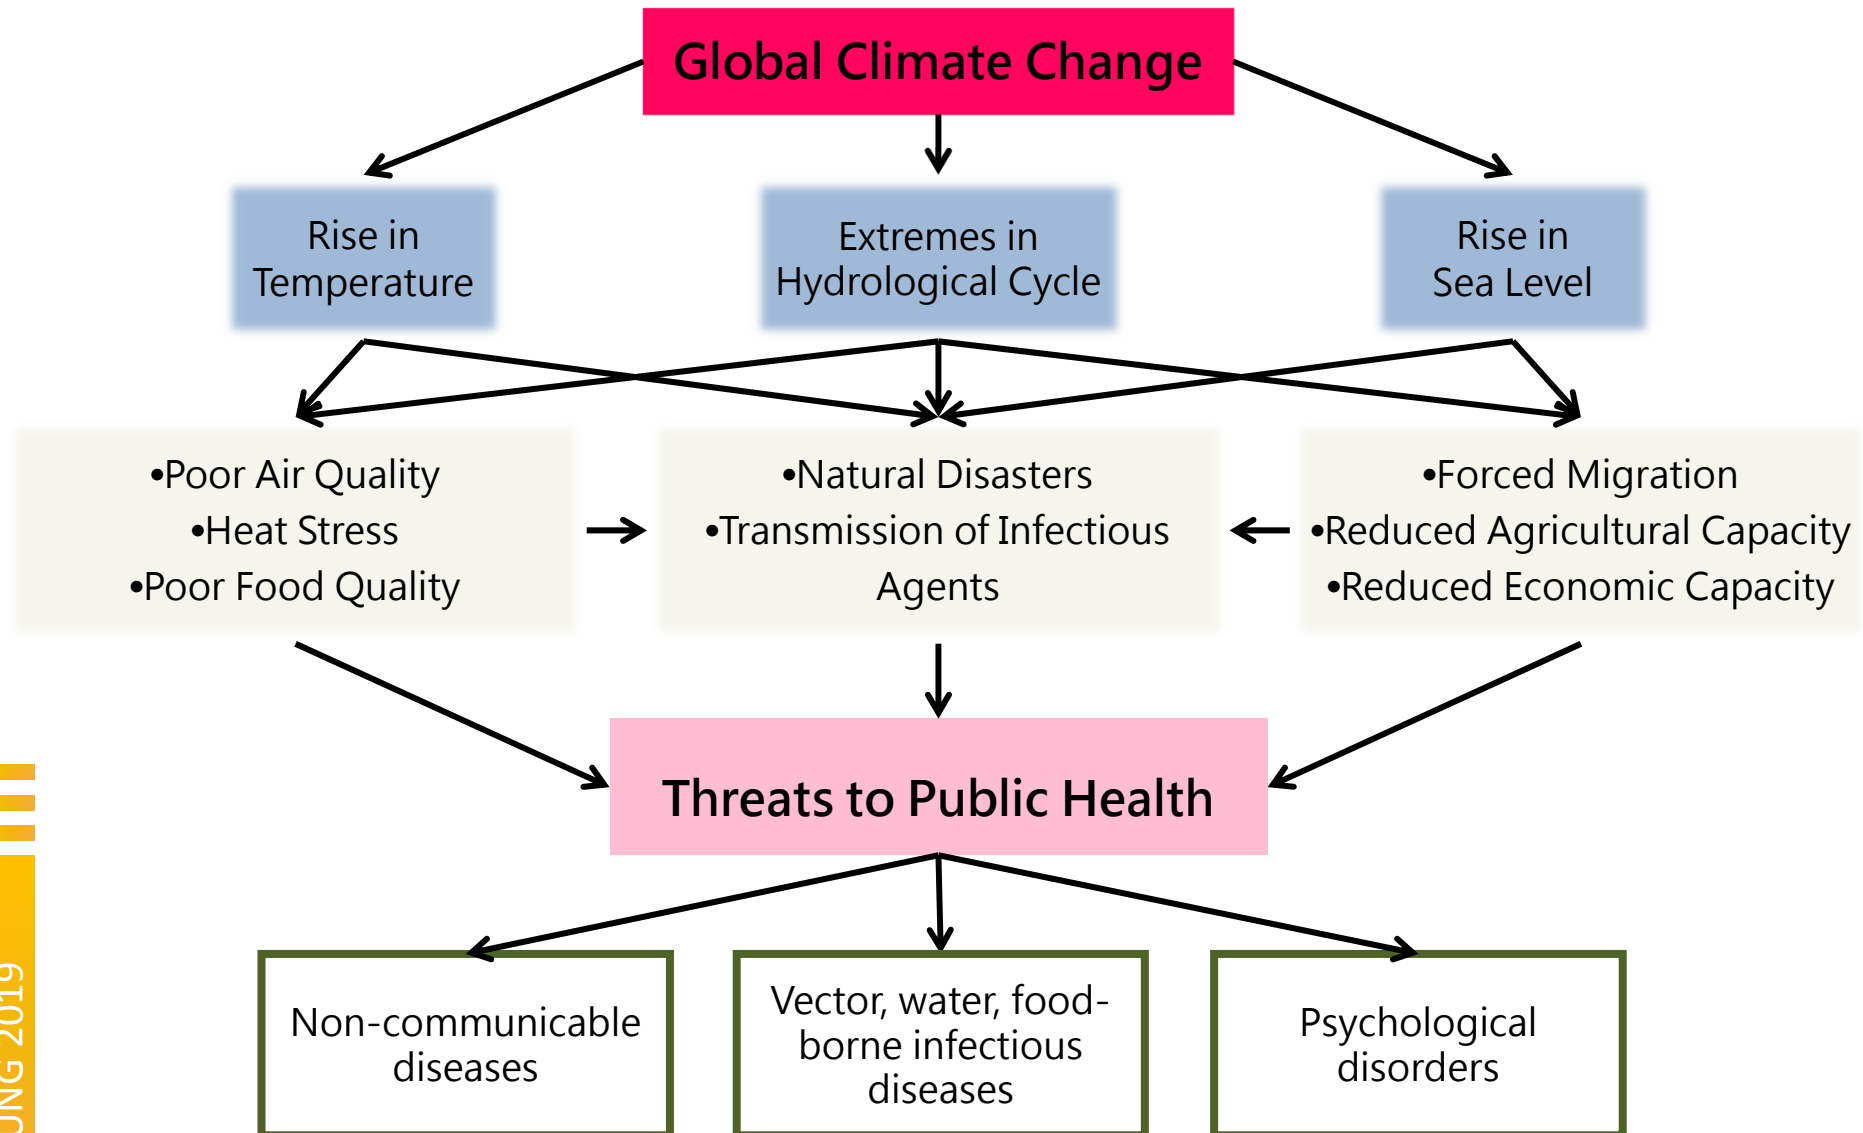 Global Climate Change
Rise in
Temperature
Extremes in
Hydrological Cycle
Rise in
Sea Level
•Poor Air Quality
•Heat Stress
•Poor Food Quality
•Natural Disasters
•Transmission of Infectious
Agents
•Forced Migration
•Reduced Agricultural Capacity
•Reduced Economic Capacity
Threats to Public Health
Non-communicable
diseases
Vector, water, food-
borne infectious
diseases
Psychological
disorders
2019